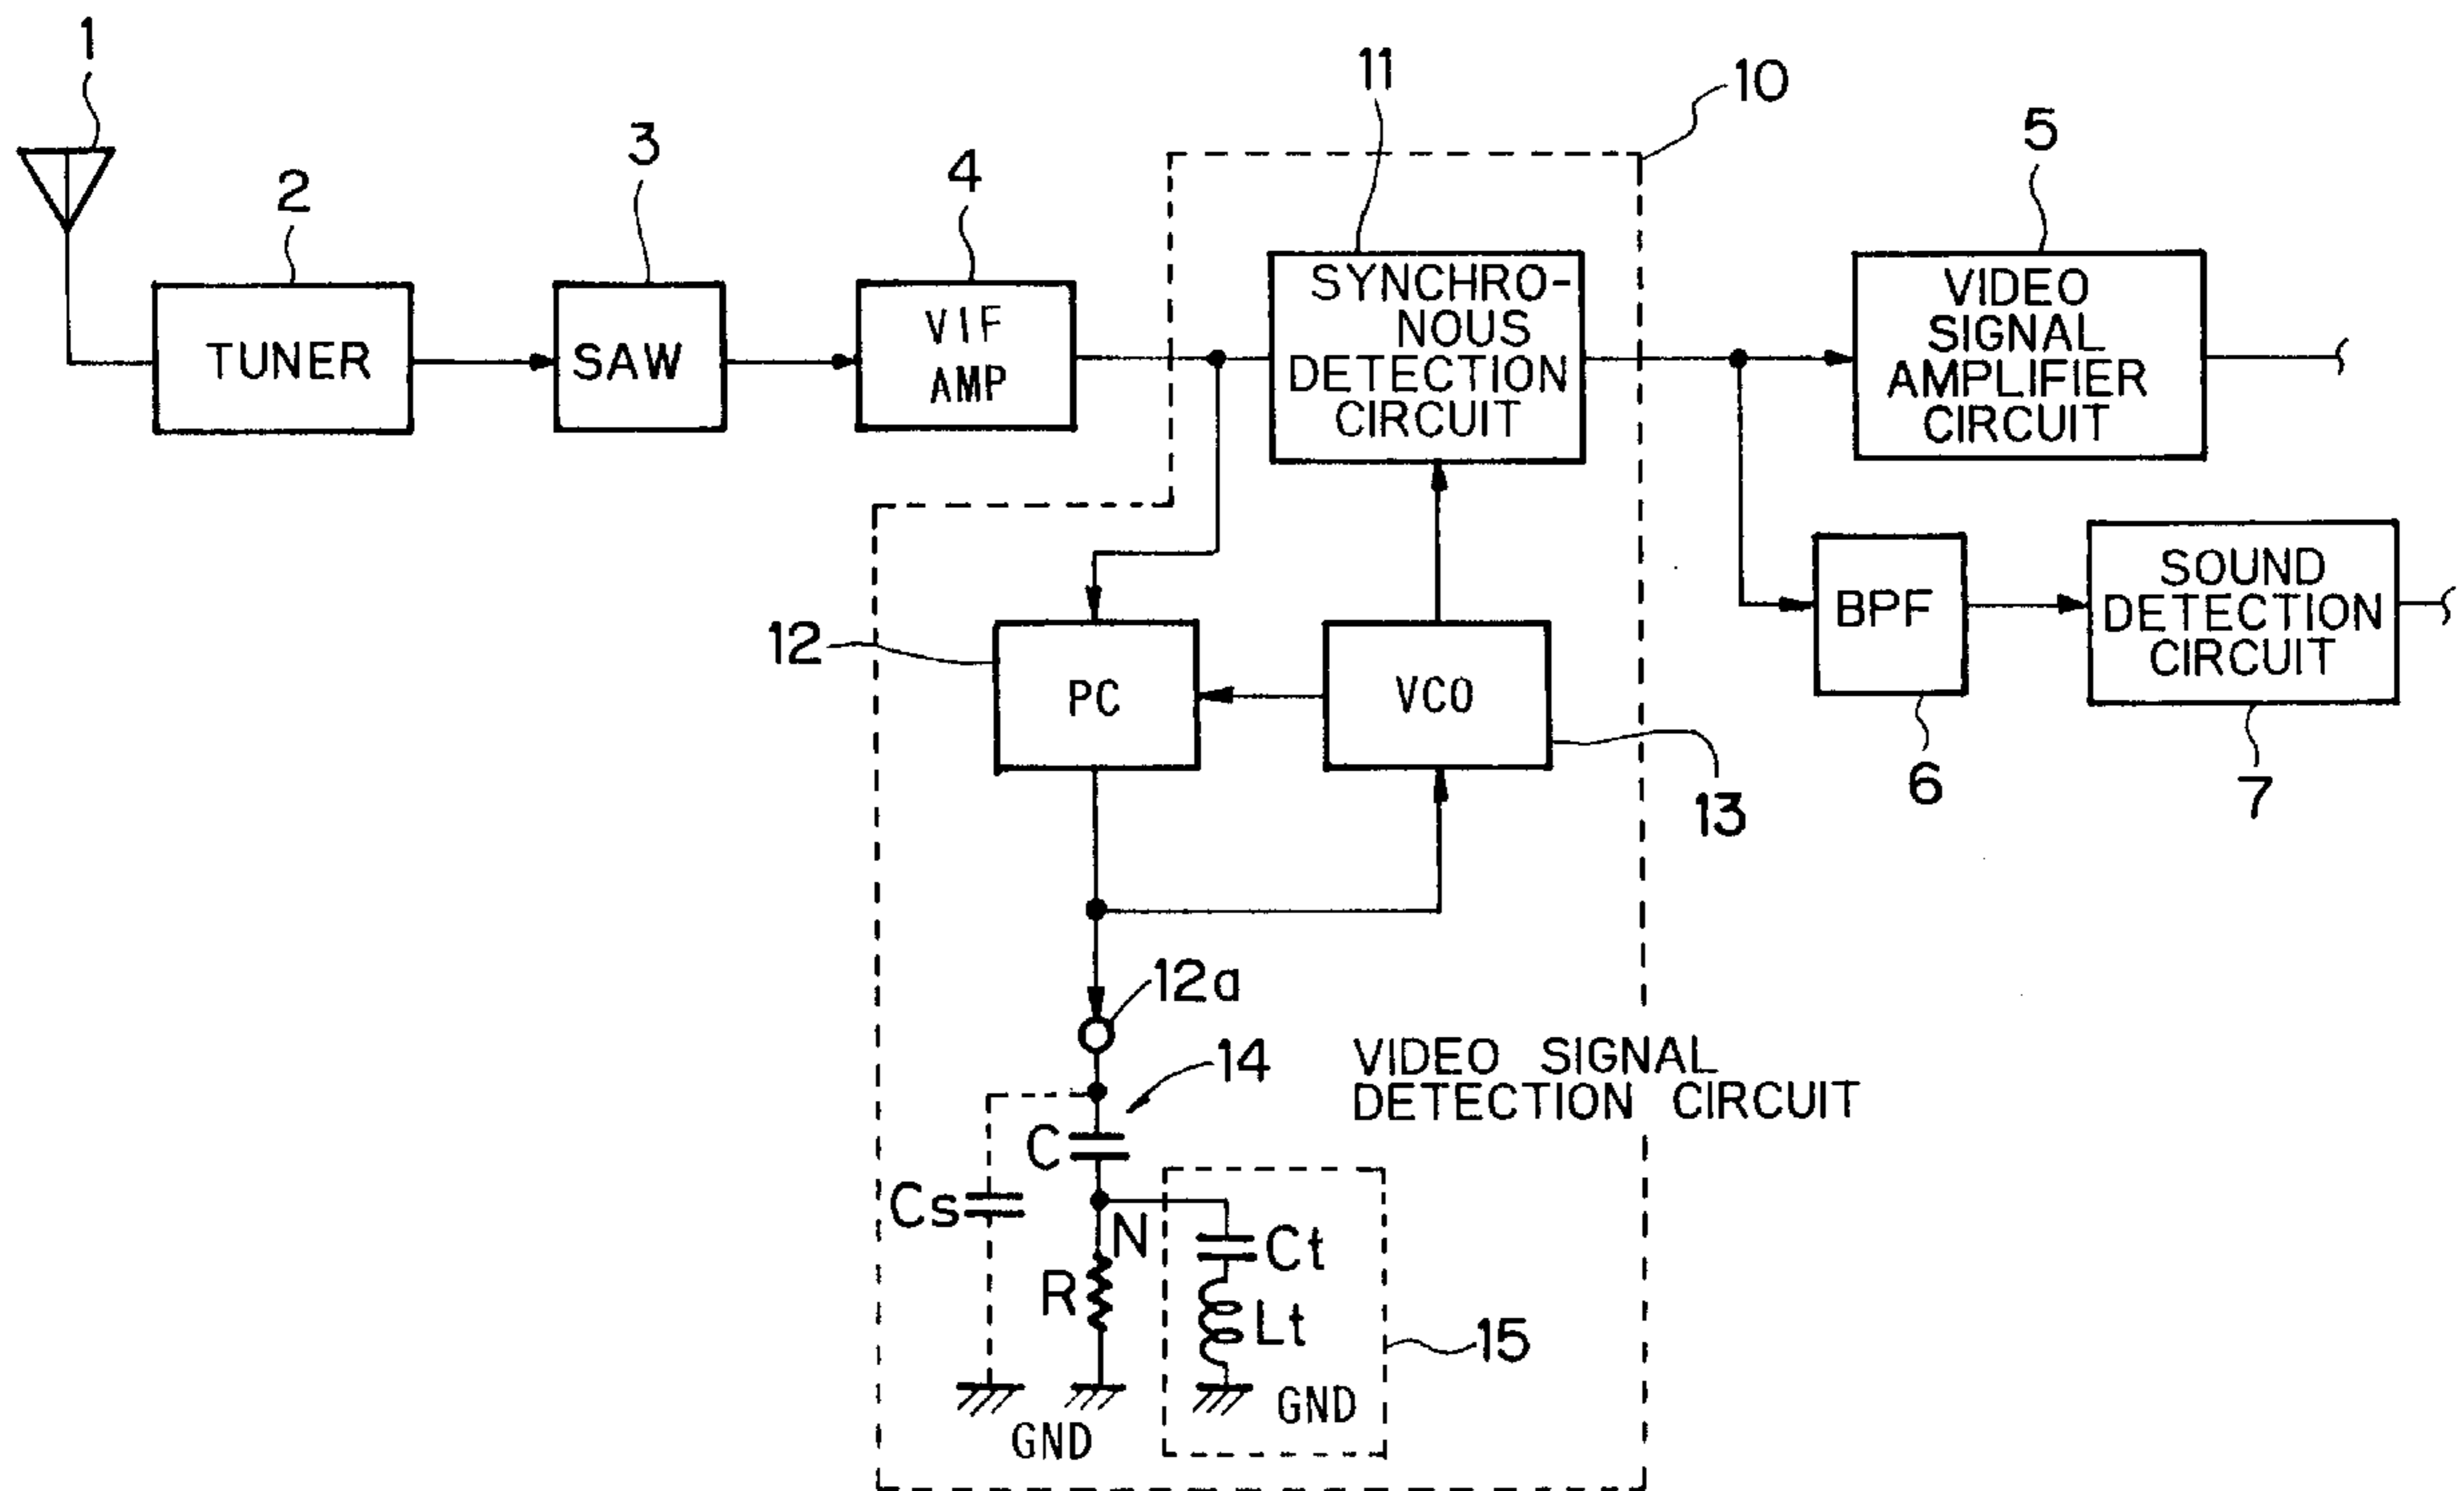 1
2
3
4
11
10
5
TUNER
SAW
VIF
AMP
SYNCHRO-
NOUS
DETECTION
CIRCUIT
VIDEO
SIGNAL
AMPLIFIER
CIRCUIT
12
PC
VCO
13
BPF
6
SOUND
DETECTION
CIRCUIT
7
12a
14
VIDEO SIGNAL
DETECTION CIRCUIT
C
Cs
N
Ct
R
Lt
15
GND
GND